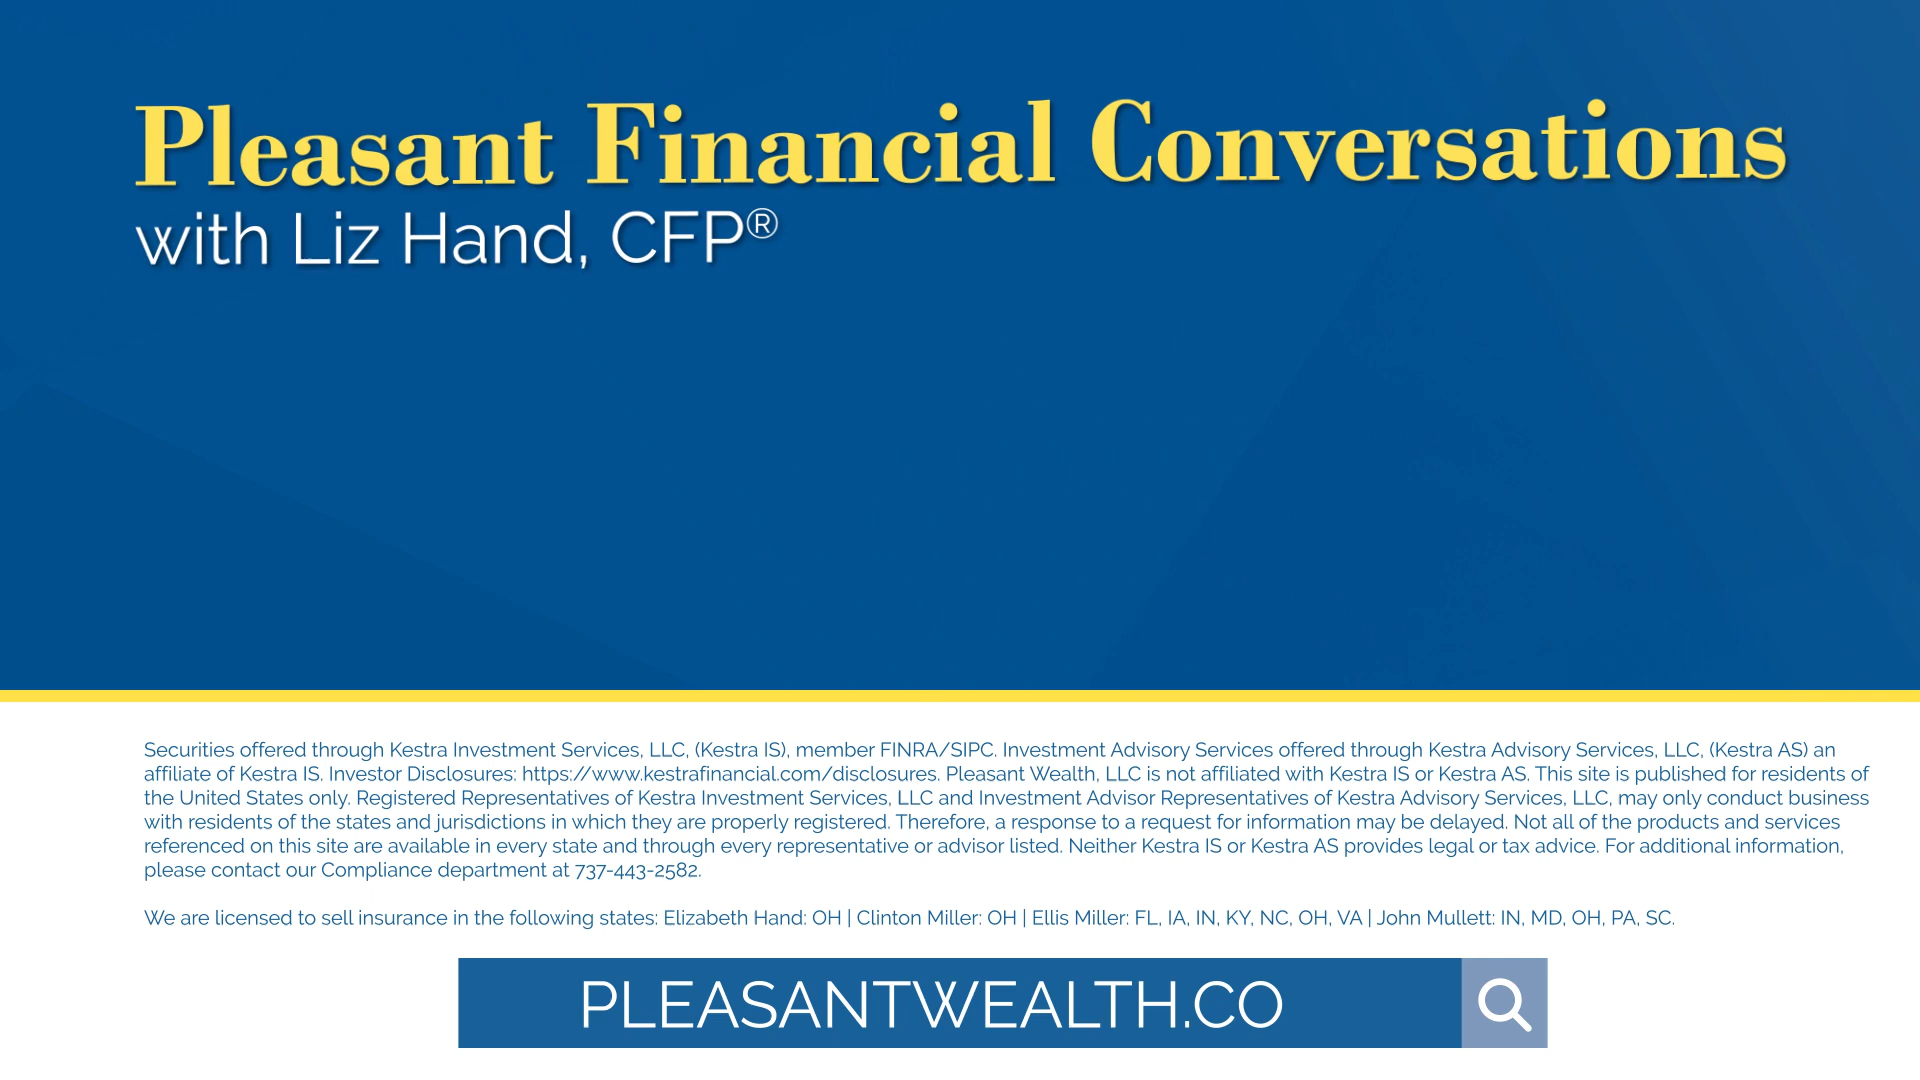 Pleasant Financial Conversations
with Liz Hand, CFP®
Securities offered through Kestra Investment Services, LLC, (Kestra IS), member FINRA/SIPC. Investment Advisory Services offered through Kestra Advisory Services, LLC, (Kestra AS) an
affiliate of Kestra IS. Investor Disclosures: https://www.kestrafinancial.com/disclosures. Pleasant Wealth, LLC is not affiliated with Kestra IS or Kestra AS. This site is published for residents of
the United States only. Registered Representatives of Kestra Investment Services, LLC and Investment Advisor Representatives of Kestra Advisory Services, LLC, may only conduct business
with residents of the states and jurisdictions in which they are properly registered. Therefore, a response to a request for information may be delayed. Not all of the products and services
referenced on this site are available in every state and through every representative or advisor listed. Neither Kestra IS or Kestra AS provides legal or tax advice. For additional information,
please contact our Compliance department at 737-443-2582.
We are licensed to sell insurance in the following states: Elizabeth Hand: OH | Clinton Miller: OH | Ellis Miller: FL, IA, IN, KY, NC, OH, VA | John Mullett: IN, MD, OH, PA, SC.
PLEASANTWEALTH.CO